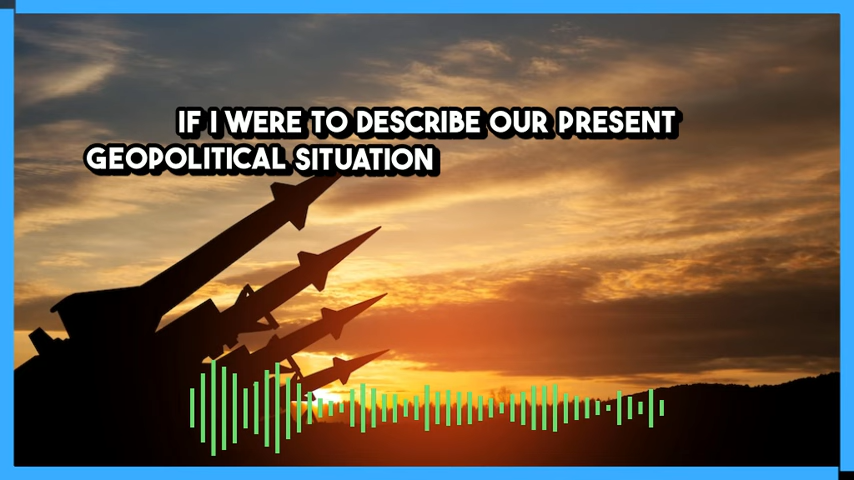 IF I WERE TO DESCRIBE OUR PRESENT
GEOPOLITICAL SITUATION